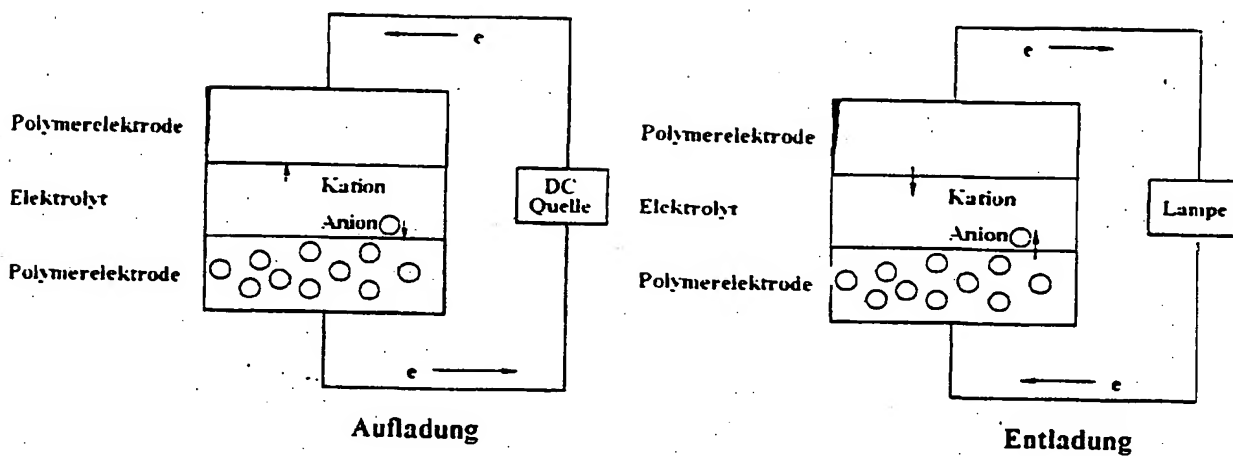 e
Polymerelektrode
Elektrolyt
Kation
Anion
Polymerelektrode
DC
Quelle
e
Aufladung
e
Polymerelektrode
Elektrolyt
Kation
Anion
Polymerelektrode
Lampe
e
Entladung